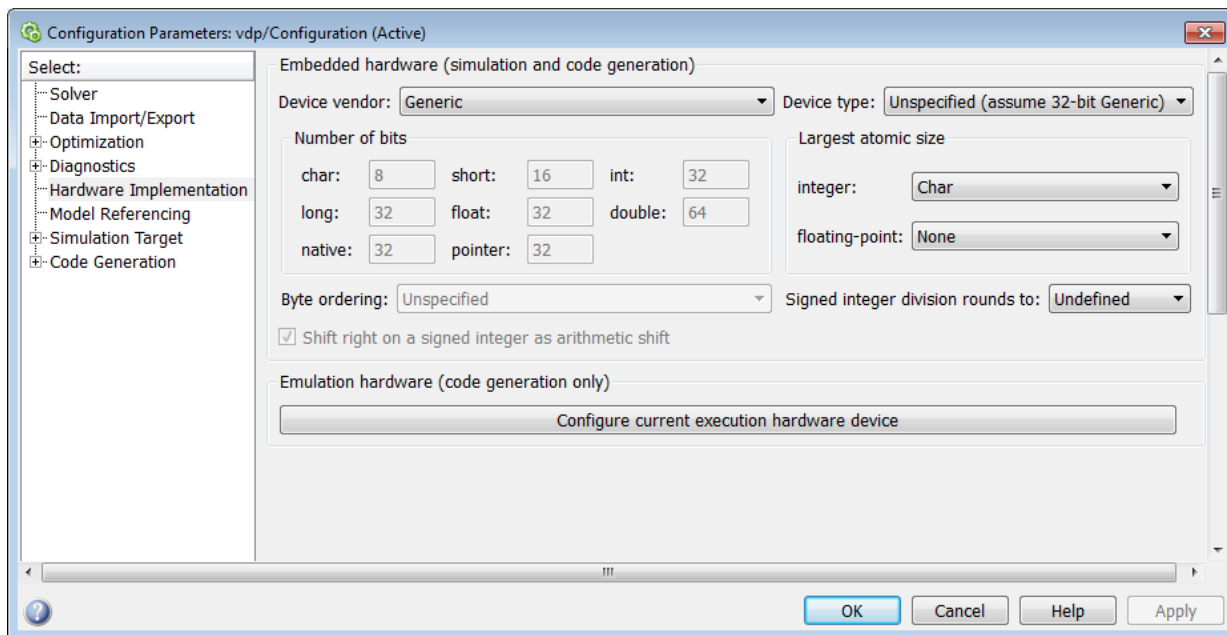 Configuration Parameters: vdp/Configuration (Active)
Select:
Solver
Data Import/Export
Optimization
Diagnostics
Hardware Implementation
Model Referencing
Simulation Target
Code Generation
Embedded hardware (simulation and code generation)
Device vendor: Generic Device type: Unspecified (assume 32-bit Generic)
Number of bits
char: 8 short: 16 int: 32
long: 32 float: 32 double: 64
native: 32 pointer: 32
Largest atomic size
integer: Char
floating-point: None
Byte ordering: Unspecified Signed integer division rounds to: Undefined
Shift right on a signed integer as arithmetic shift
Emulation hardware (code generation only)
Configure current execution hardware device
OK Cancel Help Apply